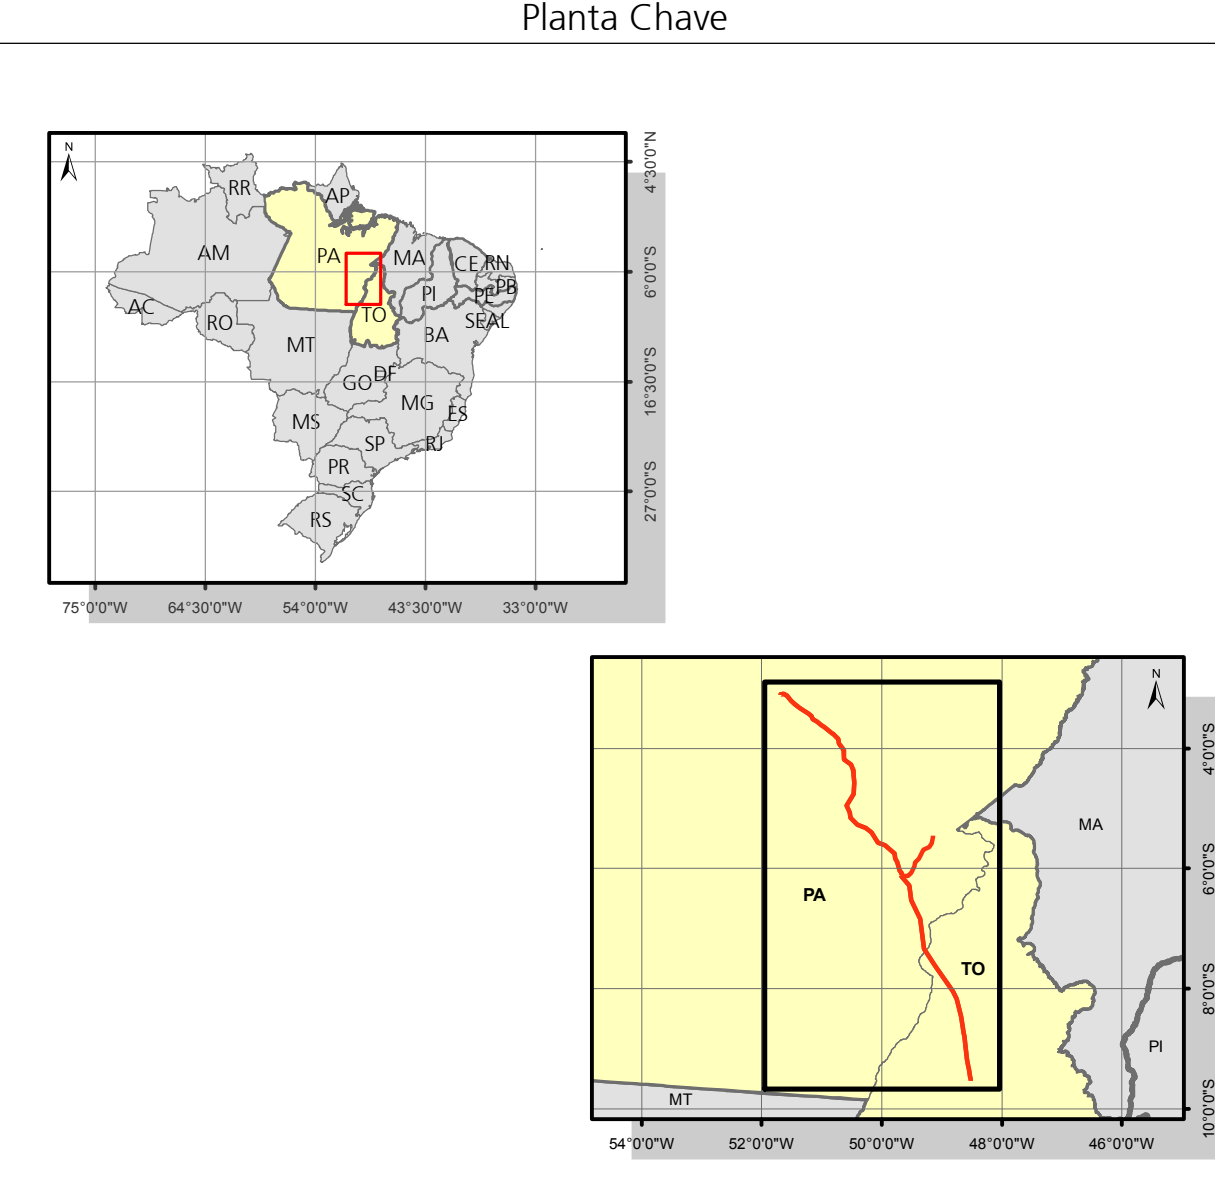 Planta Chave
N
4°30'0"N
RR
AP
AM
PA
MA
CE
RN
6°0'0"S
PI
PB
PE
AC
RO
TO
SE
AL
BA
MT
DF
GO
16°30'0"S
MG
ES
MS
SP
RJ
PR
SC
27°0'0"S
RS
75°0'0"W
64°30'0"W
54°0'0"W
43°30'0"W
33°0'0"W
N
4°0'0"S
MA
6°0'0"S
PA
TO
8°0'0"S
PI
MT
10°0'0"S
54°0'0"W
52°0'0"W
50°0'0"W
48°0'0"W
46°0'0"W